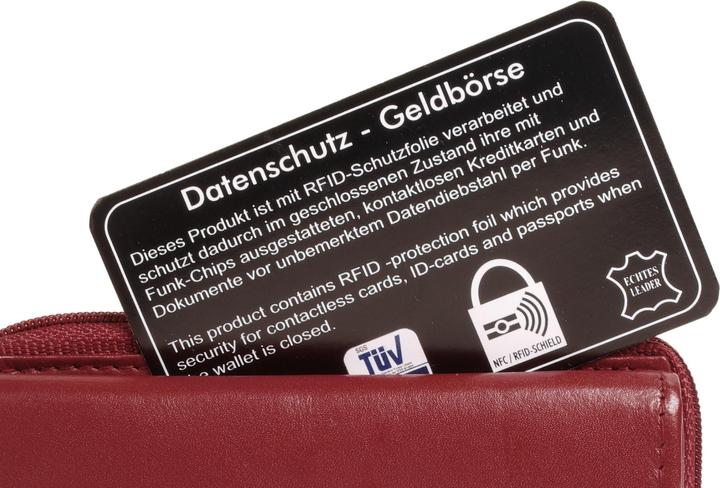 Datenschutz - Geldbörse
Dieses Produkt ist mit RFID-Schutzfolie verarbeitet und
schutzt dadurch im geschlossenen Zustand ihre mit
Funk-Chips ausgestatteten, kontaktlosen Kreditkarten und
Dokumente vor unbemerktem Datendiebstahl per Funk.
This product contains RFID -protection foil which provides
security for contactless cards, ID-cards and passports when
the wallet is closed.
SGS
TÜV
NFC / RFID-SCHIELD
ECHTES
LEADER